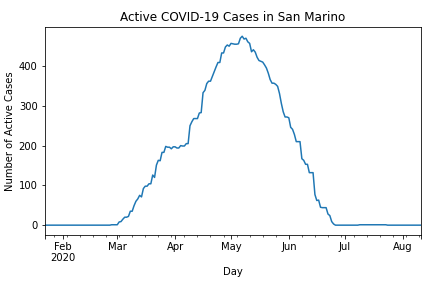 Active COVID-19 Cases in San Marino
Number of Active Cases
400
300
200
100
0
Feb Mar Apr May Jun Jul Aug
2020
Day